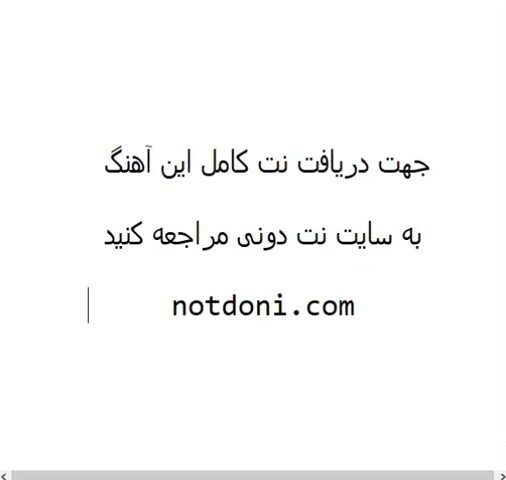 جهت دریافت نت کامل این آهنگ
به سایت نت دونی مراجعه کنید
notdoni.com